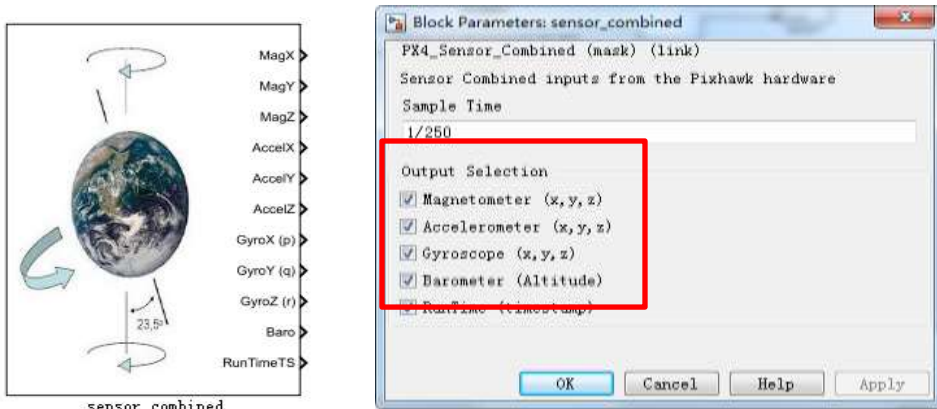 MagX
MagY
MagZ
AccelX
AccelY
AccelZ
GyroX (p)
GyroY (q)
GyroZ (r)
23,5°
Baro
RunTimeTS
sensor_combined
Block Parameters: sensor_combined
PX4_Sensor_Combined (mask) (link)
Sensor Combined inputs from the Pixhawk hardware
Sample Time
1/250
Output Selection
Magnetometer (x,y,z)
Accelerometer (x,y,z)
Gyroscope (x,y,z)
Barometer (Altitude)
RunTime (timestamp)
OK Cancel Help Apply